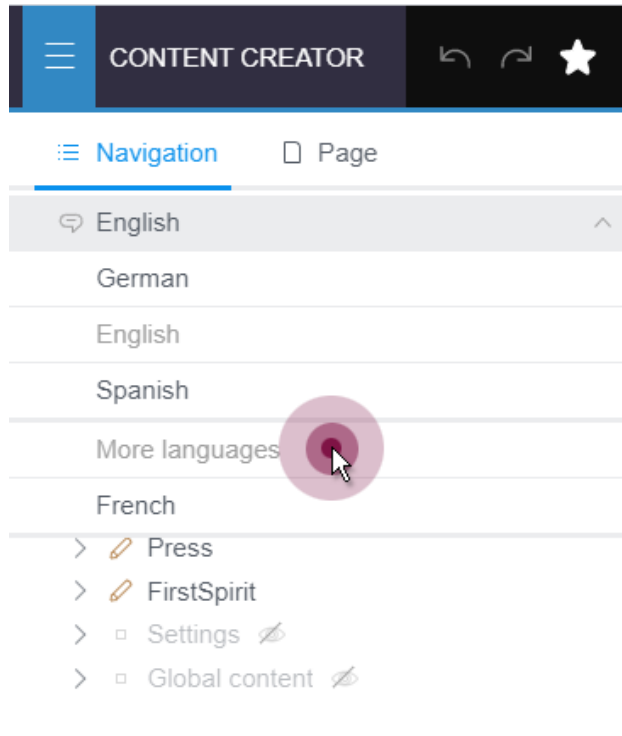 CONTENT CREATOR
Navigation Page
English
German
English
Spanish
More languages
French
Press
FirstSpirit
Settings
Global content